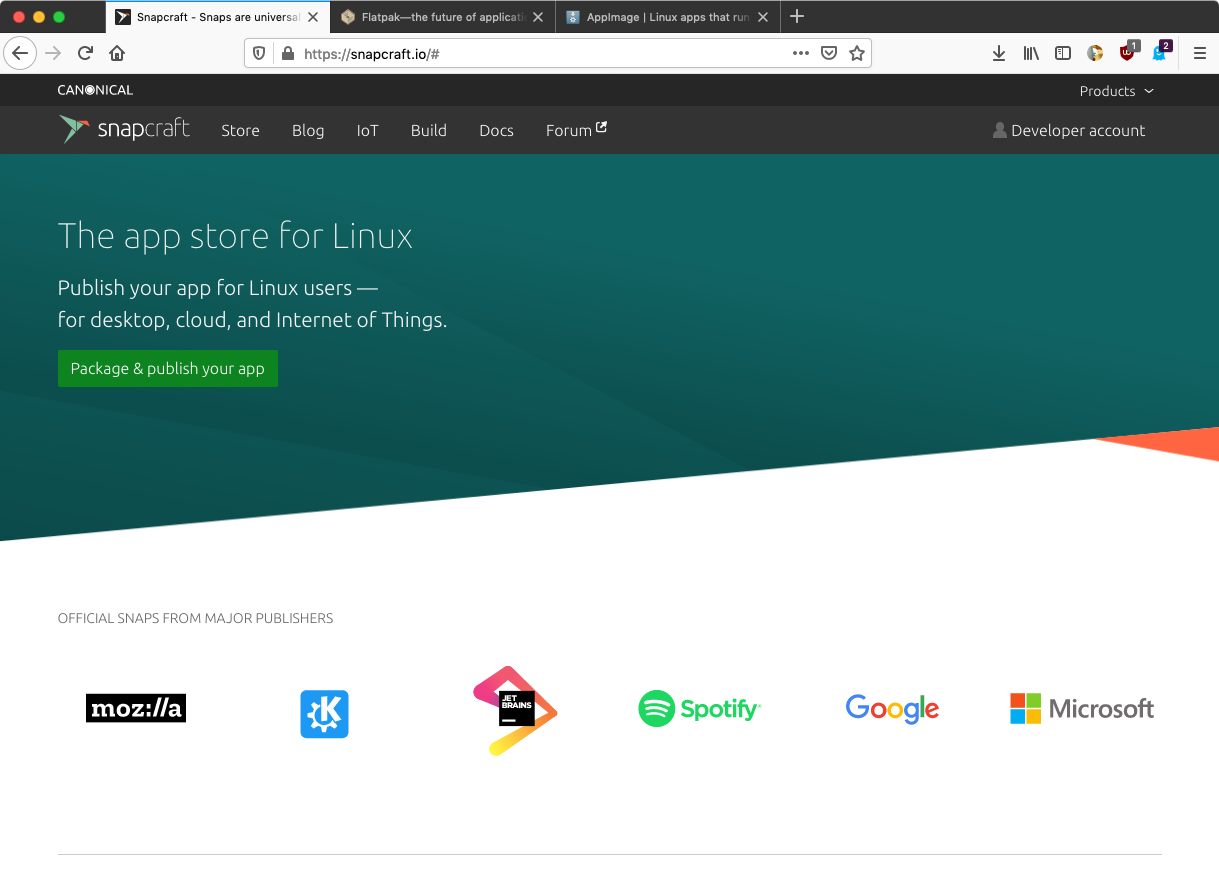 Snapcraft - Snaps are universal
Flatpak—the future of applicati
AppImage | Linux apps that run
https://snapcraft.io/#
1
2
CANONICAL
Products
snapcraft
Store
Blog
IoT
Build
Docs
Forum
Developer account
The app store for Linux
Publish your app for Linux users —
for desktop, cloud, and Internet of Things.
Package & publish your app
OFFICIAL SNAPS FROM MAJOR PUBLISHERS
moz://a
K
JET
BRAINS
Spotify
Google
Microsoft